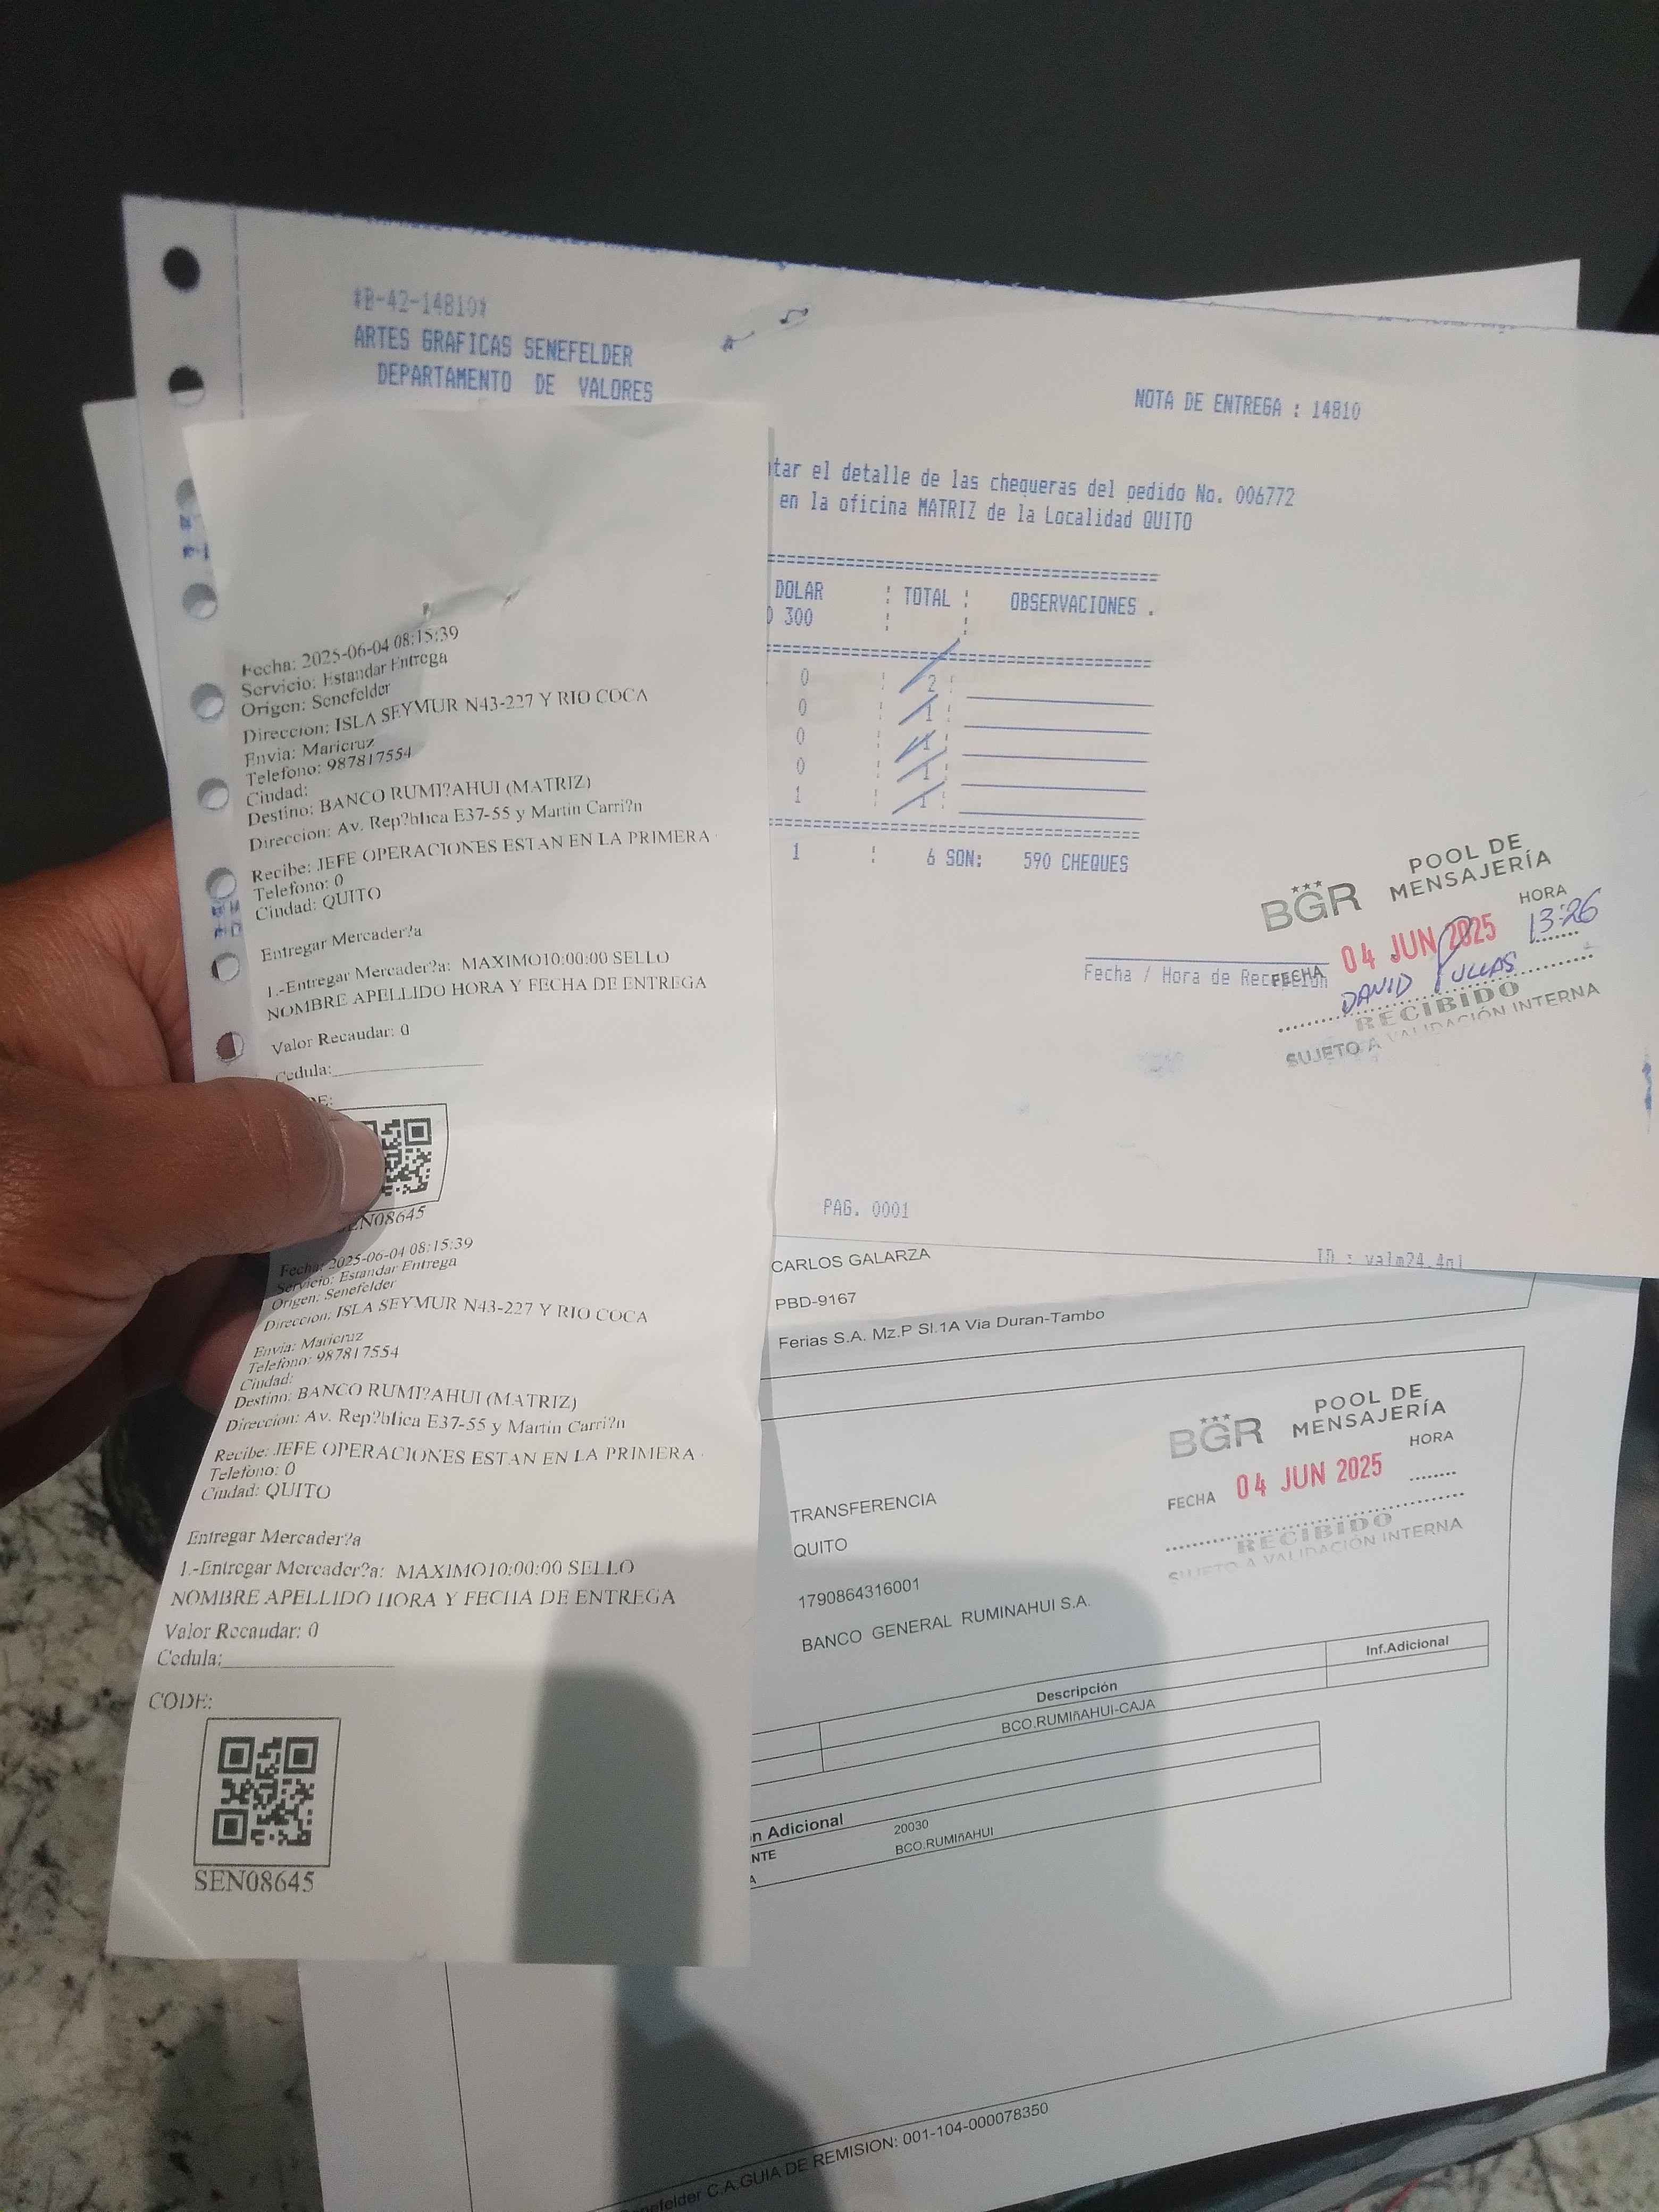 #B-42-14810#
ARTES GRAFICAS SENEFELDER
DEPARTAMENTO DE VALORES
NOTA DE ENTREGA : 14810
tar el detalle de las chequeras del pedido No. 006772
en la oficina MATRIZ de la Localidad QUITO
DOLAR : TOTAL : OBSERVACIONES .
300
0 : 2 :
0 : 1 :
0 : 1 :
0 : 1 :
1 : 1 :
1 : 6 SON: 590 CHEQUES
BGR POOL DE MENSAJERÍA
HORA
13:26
FECHA 04 JUN 2025
Fecha / Hora de Recepción
DAVID PULLAS
RECIBIDO
SUJETO A VALIDACIÓN INTERNA
PAG. 0001
Fecha: 2025-06-04 08:15:39
Servicio: Estandar Entrega
Origen: Senefelder
Direccion: ISLA SEYMUR N43-227 Y RIO COCA
Envia: Maricruz
Telefono: 987817554
Ciudad:
Destino: BANCO RUMI?AHUI (MATRIZ)
Direccion: Av. Rep?blica E37-55 y Martin Carri?n
Recibe: JEFE OPERACIONES ESTAN EN LA PRIMERA
Telefono: 0
Ciudad: QUITO
Entregar Mercader?a
1.-Entregar Mercader?a: MAXIMO10:00:00 SELLO
NOMBRE APELLIDO HORA Y FECHA DE ENTREGA
Valor Recaudar: 0
Cedula:
DE:
EN08645
Fecha: 2025-06-04 08:15:39
Servicio: Estandar Entrega
Origen: Senefelder
Direccion: ISLA SEYMUR N43-227 Y RIO COCA
Envia: Maricruz
Telefono: 987817554
Ciudad:
Destino: BANCO RUMI?AHUI (MATRIZ)
Direccion: Av. Rep?blica E37-55 y Martin Carri?n
Recibe: JEFE OPERACIONES ESTAN EN LA PRIMERA
Telefono: 0
Ciudad: QUITO
Entregar Mercader?a
1.-Entregar Mercader?a: MAXIMO10:00:00 SELLO
NOMBRE APELLIDO HORA Y FECHA DE ENTREGA
Valor Recaudar: 0
Cedula:
CODE:
SEN08645
CARLOS GALARZA
PBD-9167
Ferias S.A. Mz.P Sl.1A Via Duran-Tambo
BGR POOL DE MENSAJERÍA
HORA
FECHA 04 JUN 2025
RECIBIDO
SUJETO A VALIDACIÓN INTERNA
TRANSFERENCIA
QUITO
1790864316001
BANCO GENERAL RUMINAHUI S.A.
Descripción
Inf.Adicional
BCO.RUMIñAHUI-CAJA
n Adicional
NTE 20030
A BCO.RUMIñAHUI
enefelder C.A.GUIA DE REMISION: 001-104-000078350